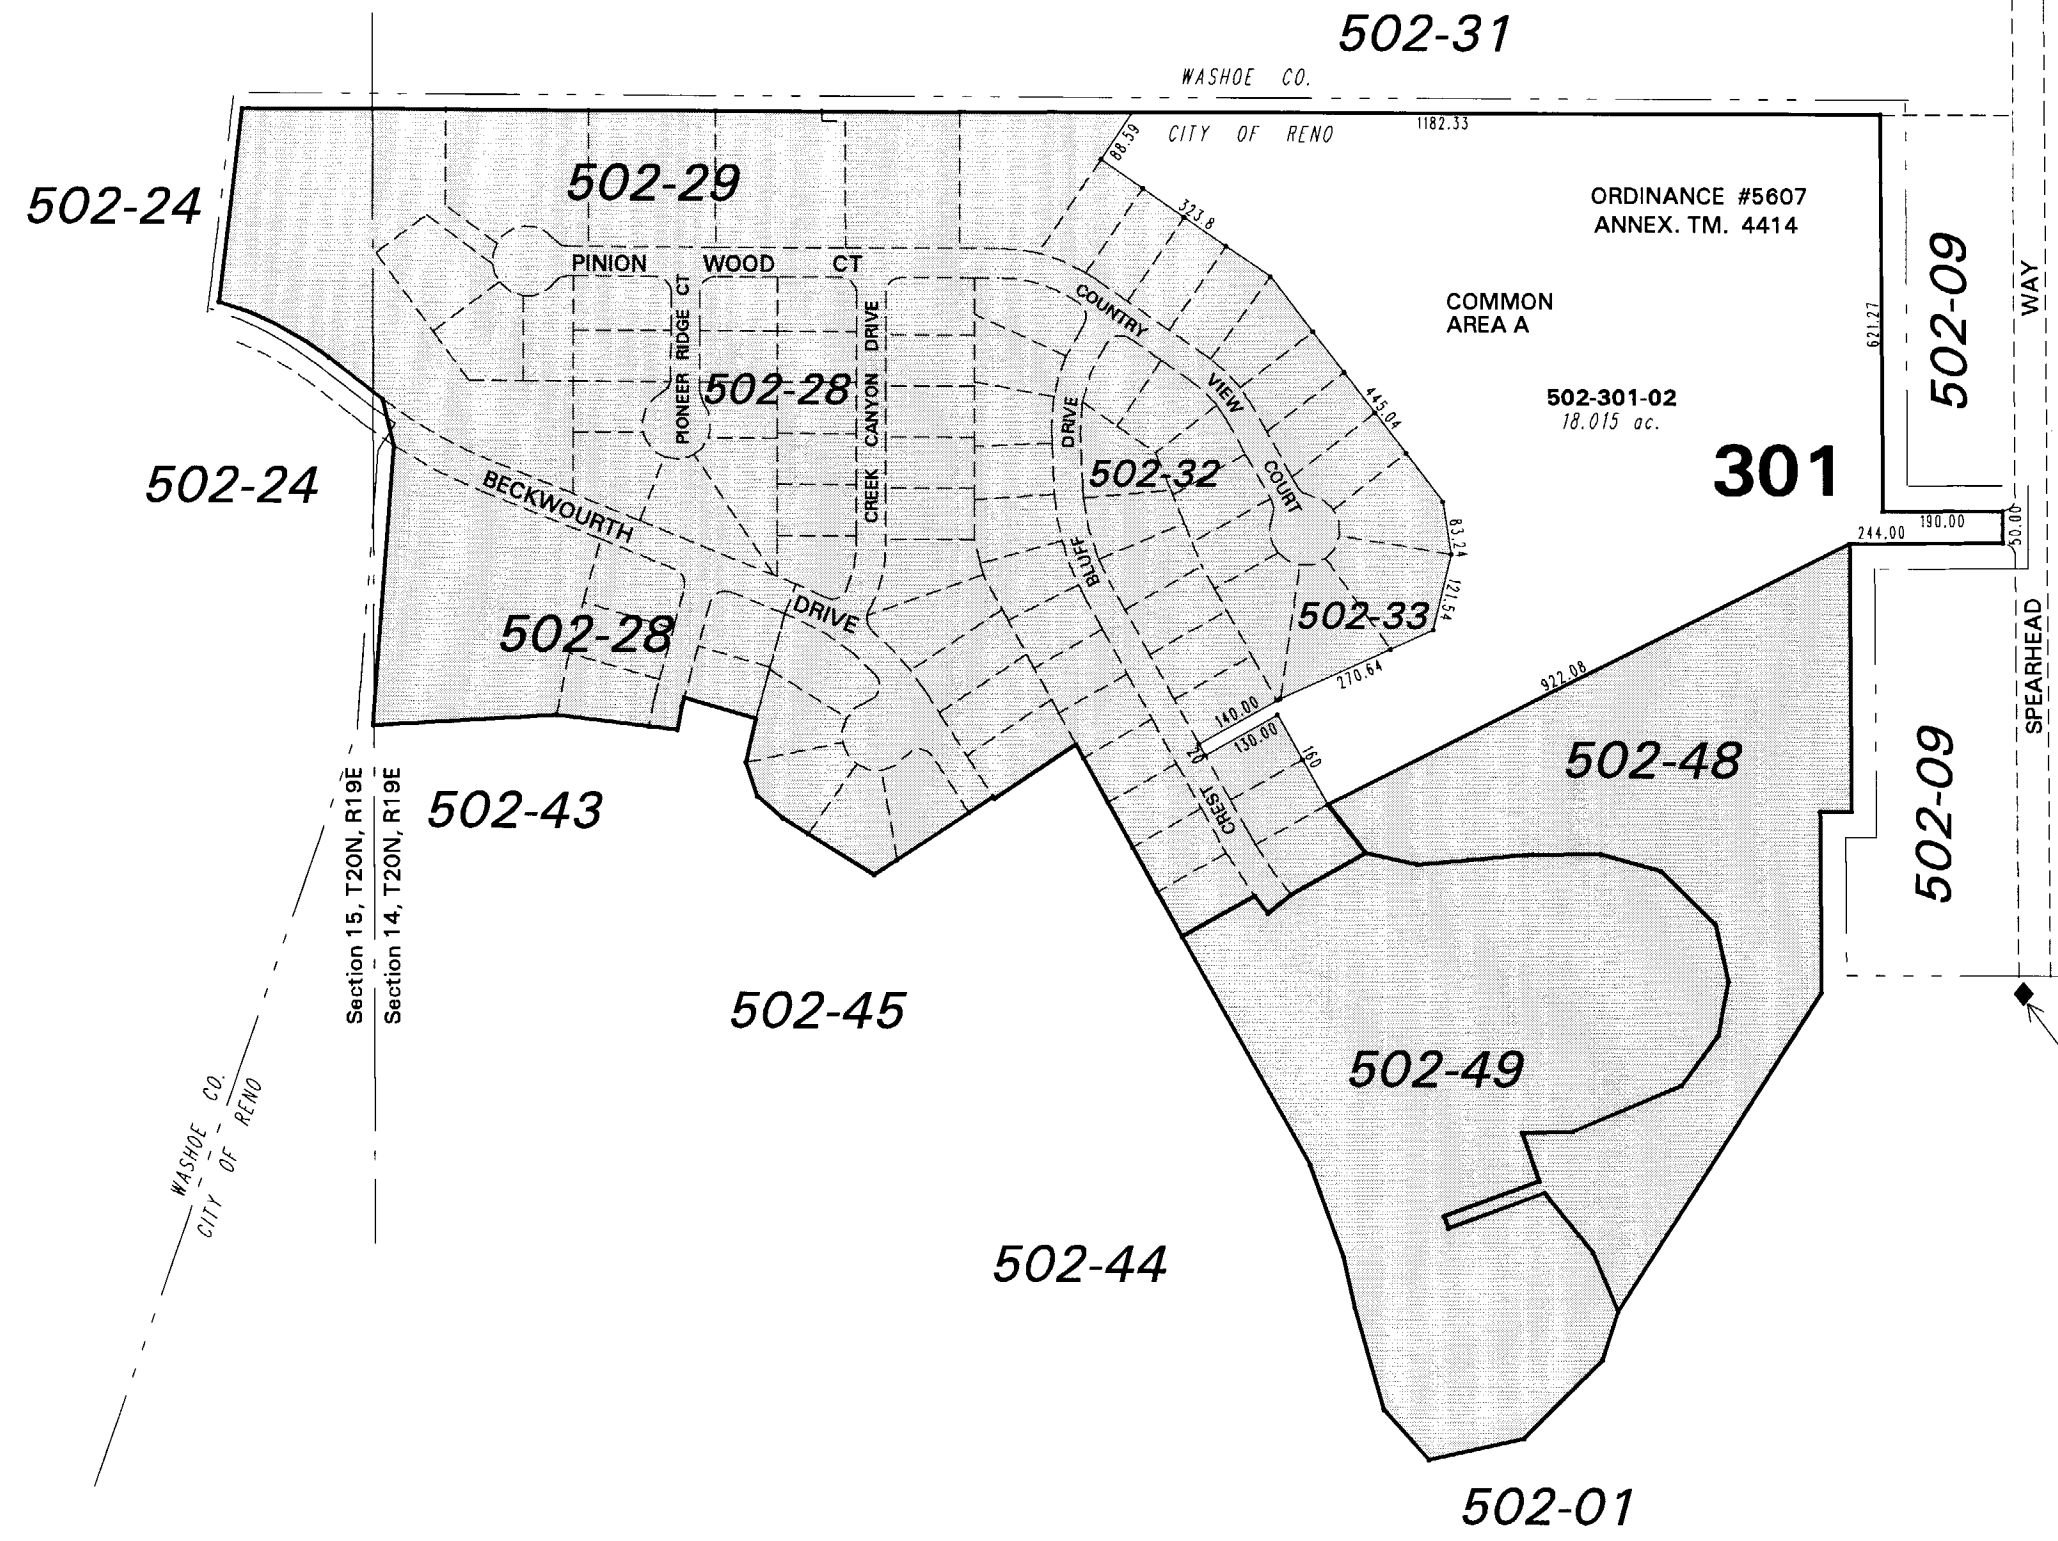 502-31
WASHOE CO.
CITY OF RENO
1182.33
88.59
502-29
502-24
323.8
ORDINANCE #5607
ANNEX. TM. 4414
502-09
WAY
PINION WOOD CT
COUNTRY
COMMON
AREA A
621.27
PIONEER RIDGE CT
CREEK CANYON DRIVE
502-28
DRIVE
VIEW
445.04
502-301-02
18.015 ac.
301
502-24
BECKWOURTH
502-32
COURT
83.24
190.00
50.00
244.00
BLUFF
502-28
DRIVE
502-33
121.54
SPEARHEAD
270.64
922.08
140.00
130.00
20
160
502-48
CREST
502-43
502-09
Section 15, T20N, R19E
Section 14, T20N, R19E
502-45
502-49
WASHOE CO.
CITY OF RENO
502-44
502-01